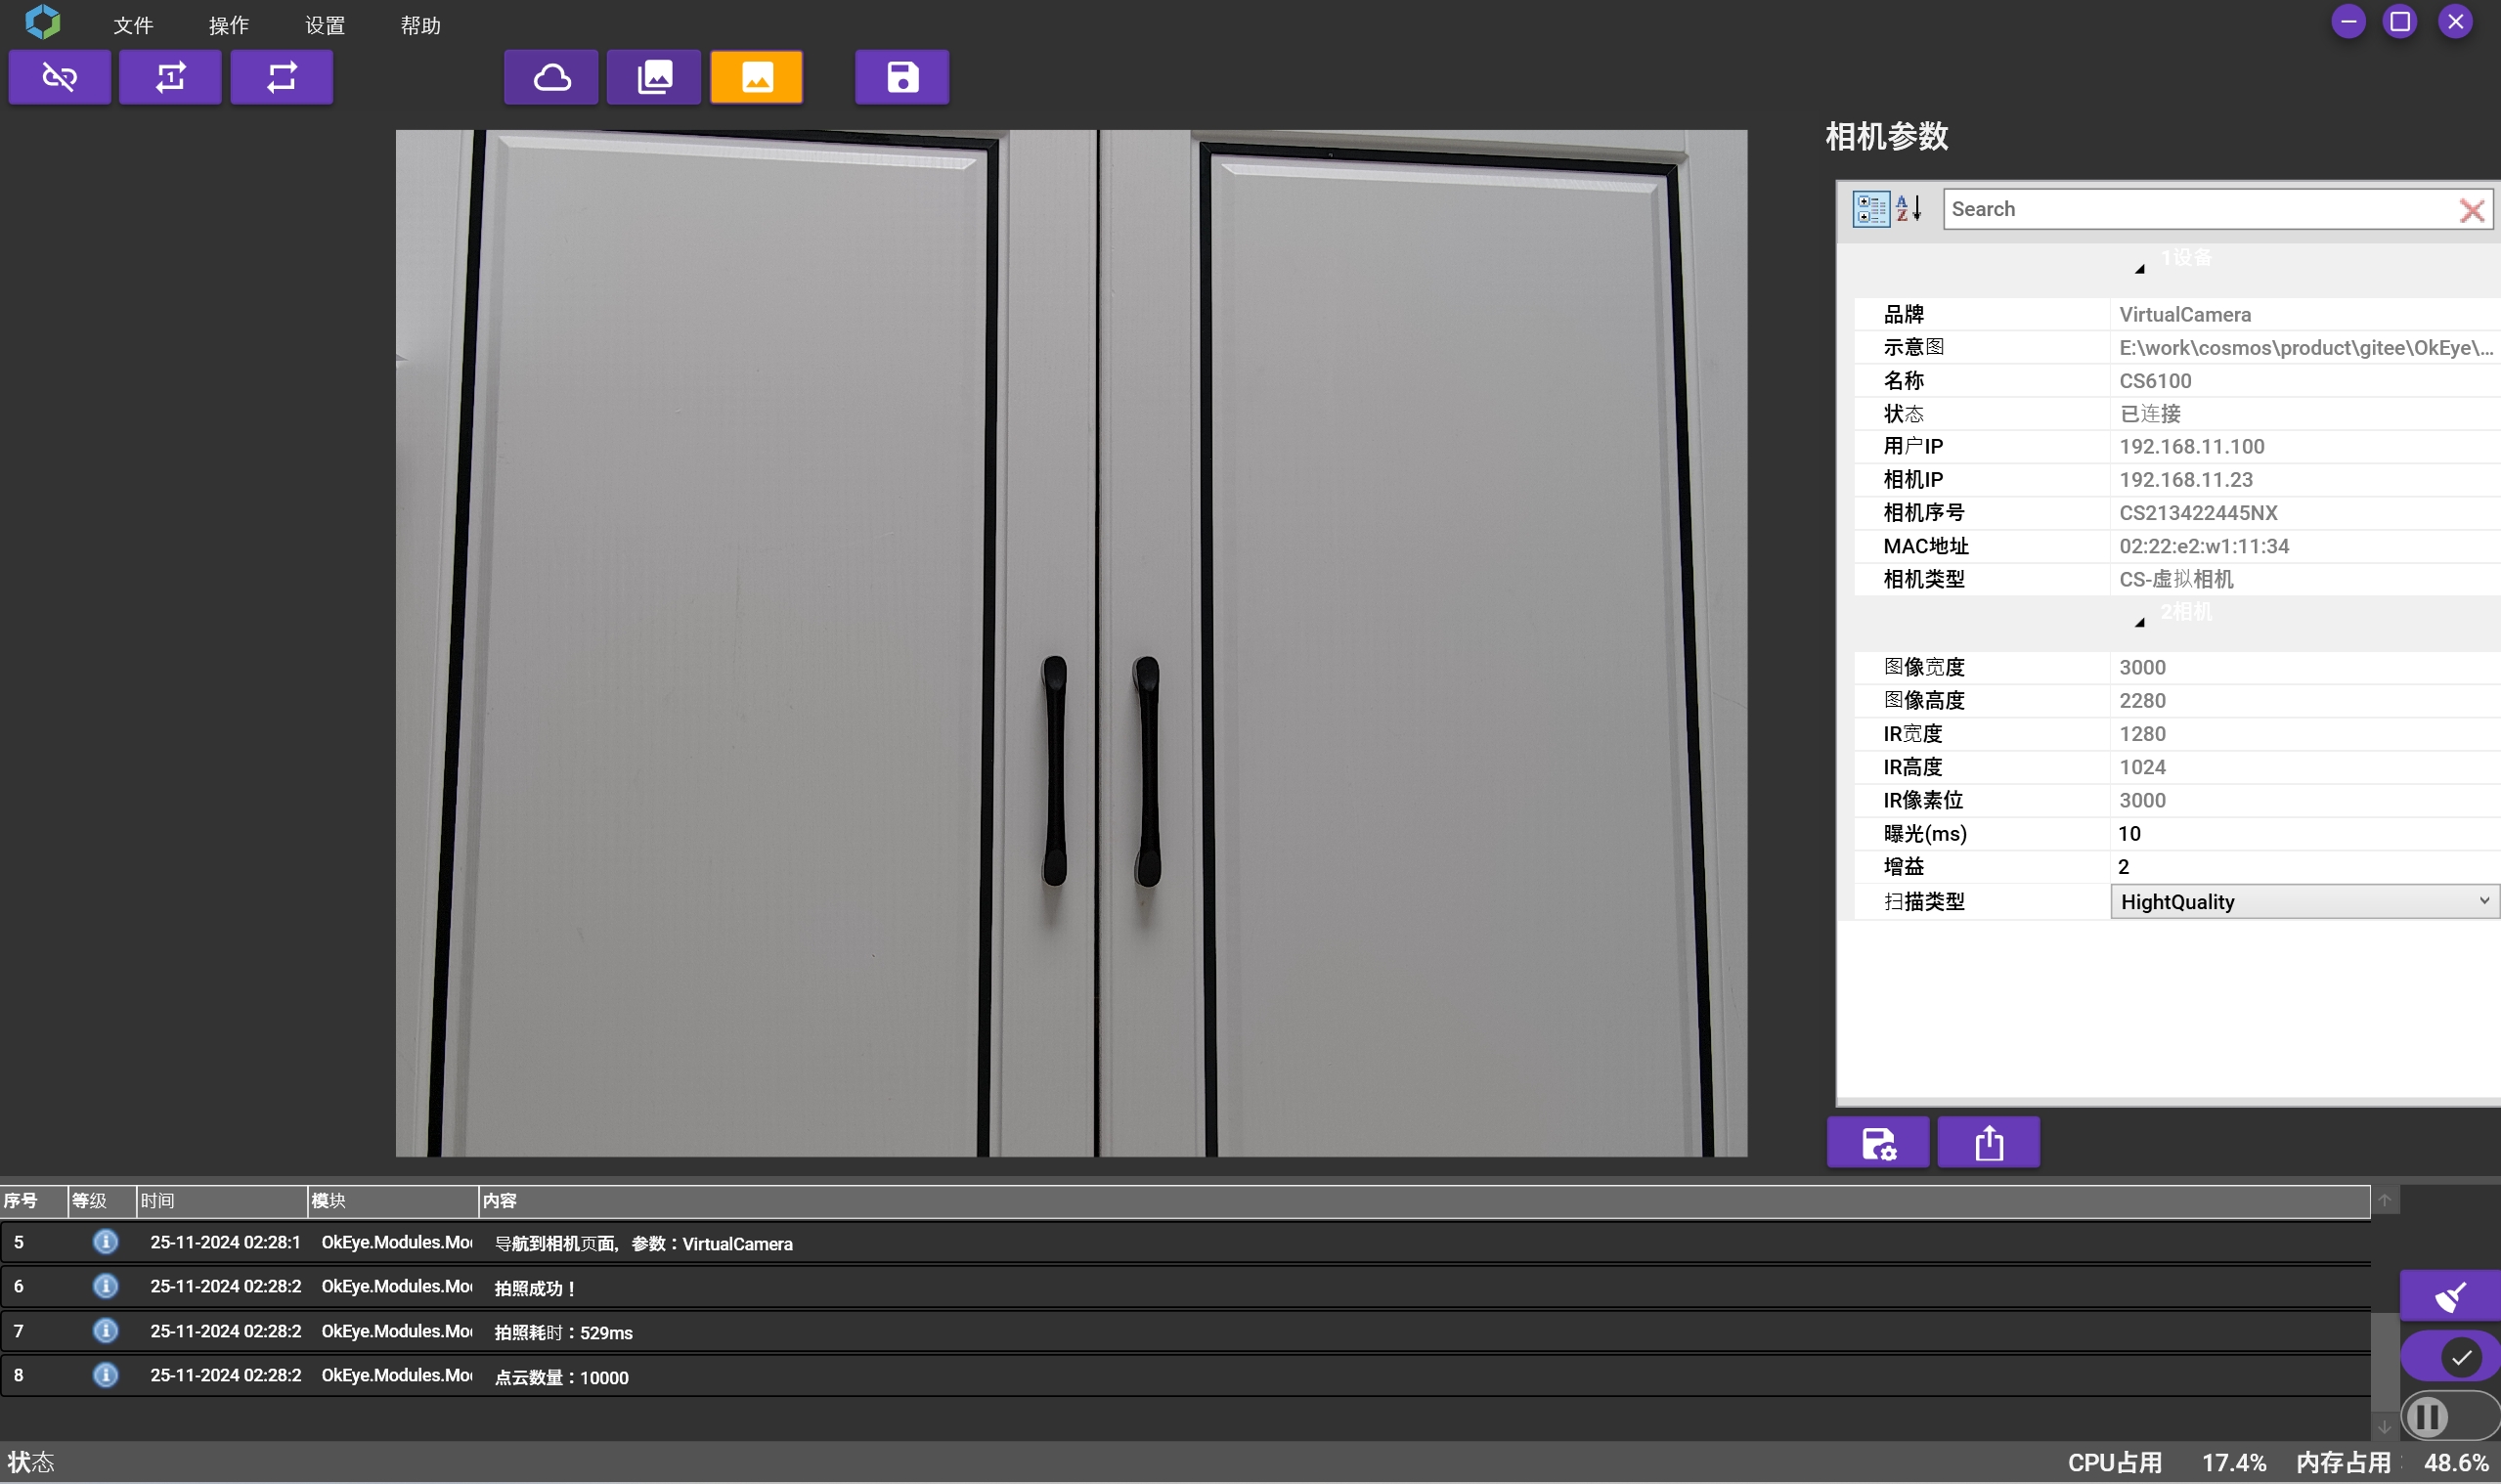 文件 操作 设置 帮助
相机参数
Search
1设备
品牌 VirtualCamera
示意图 E:\work\cosmos\product\gitee\OkEye\...
名称 CS6100
状态 已连接
用户IP 192.168.11.100
相机IP 192.168.11.23
相机序号 CS213422445NX
MAC地址 02:22:e2:w1:11:34
相机类型 CS-虚拟相机
2相机
图像宽度 3000
图像高度 2280
IR宽度 1280
IR高度 1024
IR像素位 3000
曝光(ms) 10
增益 2
扫描类型 HightQuality
序号 等级 时间 模块 内容
5 25-11-2024 02:28:1 OkEye.Modules.Mo 导航到相机页面，参数：VirtualCamera
6 25-11-2024 02:28:2 OkEye.Modules.Mo 拍照成功！
7 25-11-2024 02:28:2 OkEye.Modules.Mo 拍照耗时：529ms
8 25-11-2024 02:28:2 OkEye.Modules.Mo 点云数量：10000
状态 CPU占用 17.4% 内存占用： 48.6%